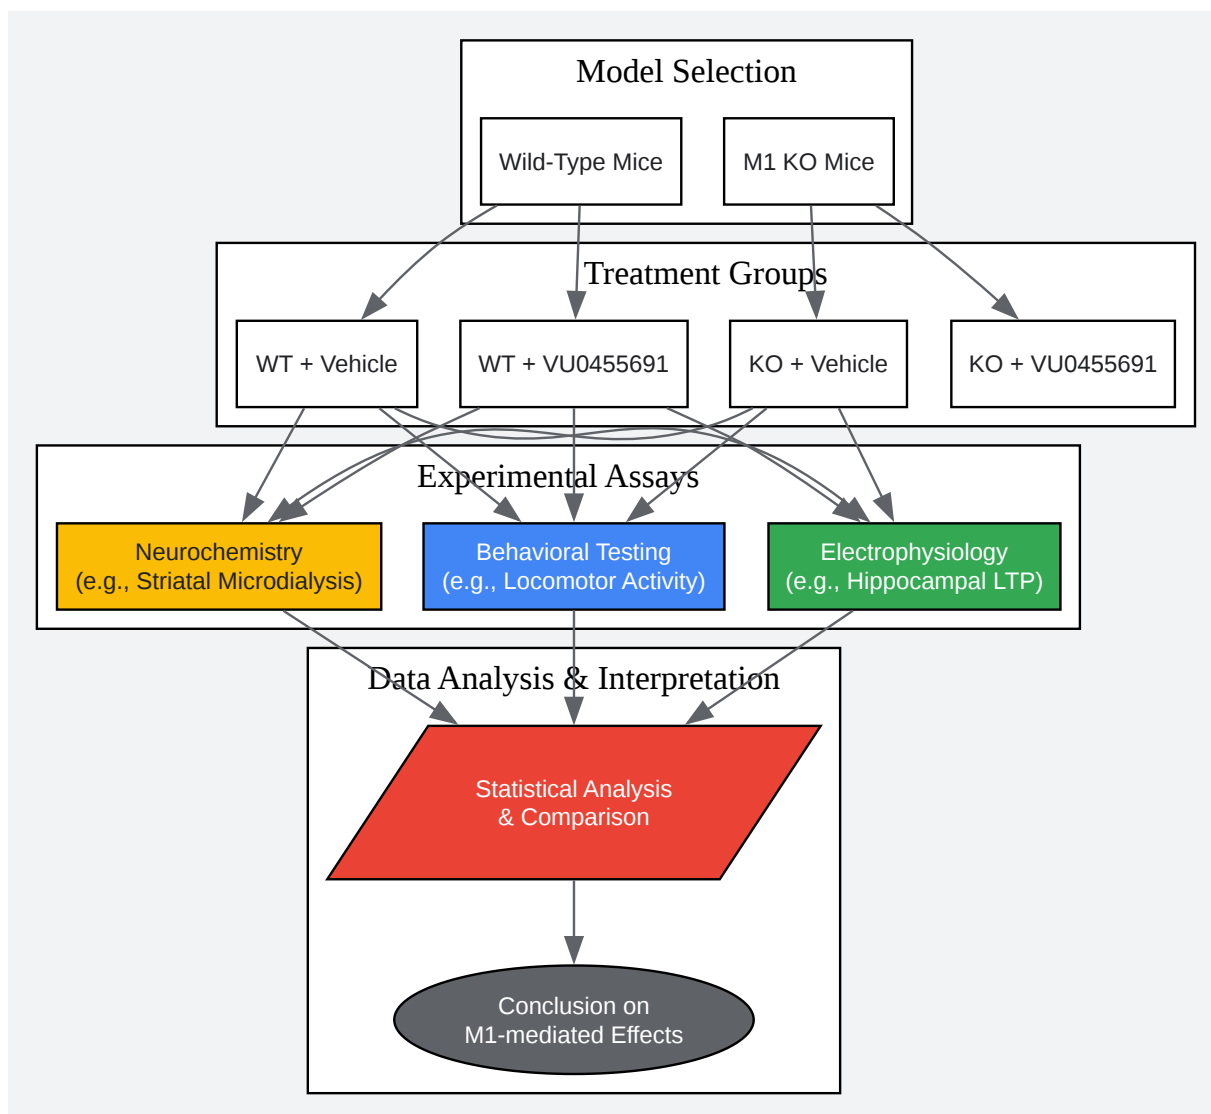 Model Selection
Wild-Type Mice
M1 KO Mice
Treatment Groups
WT + Vehicle
WT + VU0455691
KO + Vehicle
KO + VU0455691
Experimental Assays
Neurochemistry
(e.g., Striatal Microdialysis)
Behavioral Testing
(e.g., Locomotor Activity)
Electrophysiology
(e.g., Hippocampal LTP)
Data Analysis & Interpretation
Statistical Analysis
& Comparison
Conclusion on
M1-mediated Effects